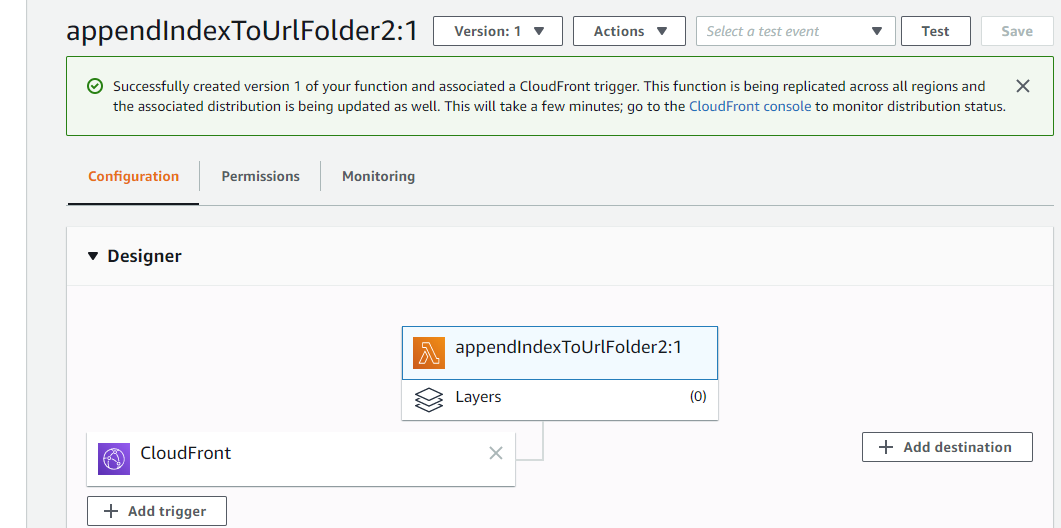 appendIndexToUrlFolder2:1 Version: 1 Actions Select a test event Test Save
Successfully created version 1 of your function and associated a CloudFront trigger. This function is being replicated across all regions and
the associated distribution is being updated as well. This will take a few minutes; go to the CloudFront console to monitor distribution status.
Configuration Permissions Monitoring
Designer
appendIndexToUrlFolder2:1
Layers (0)
CloudFront
Add destination
Add trigger